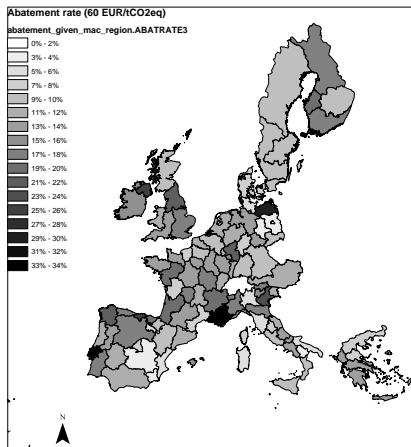 Abatement rate (60 EUR/tCO2eq)
abatement_given_mac_region.ABATRATE3
0% - 2%
3% - 4%
5% - 6%
7% - 8%
9% - 10%
11% - 12%
13% - 14%
15% - 16%
17% - 18%
19% - 20%
21% - 22%
23% - 24%
25% - 26%
27% - 28%
29% - 30%
31% - 32%
33% - 34%
N